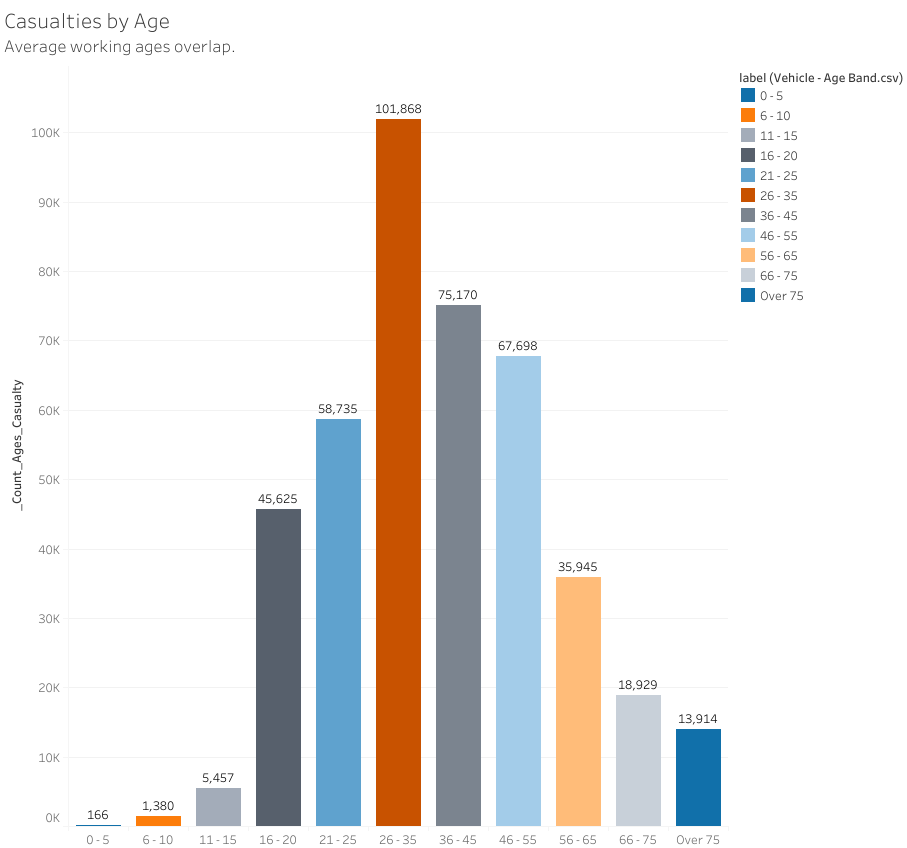 Casualties by Age
Average working ages overlap.
label (Vehicle - Age Band.csv)
0 - 5
6 - 10
11 - 15
16 - 20
21 - 25
26 - 35
36 - 45
46 - 55
56 - 65
66 - 75
Over 75
_Count_Ages_Casualty
100K
90K
80K
70K
60K
50K
40K
30K
20K
10K
0K
166
1,380
5,457
45,625
58,735
101,868
75,170
67,698
35,945
18,929
13,914
0 - 5
6 - 10
11 - 15
16 - 20
21 - 25
26 - 35
36 - 45
46 - 55
56 - 65
66 - 75
Over 75